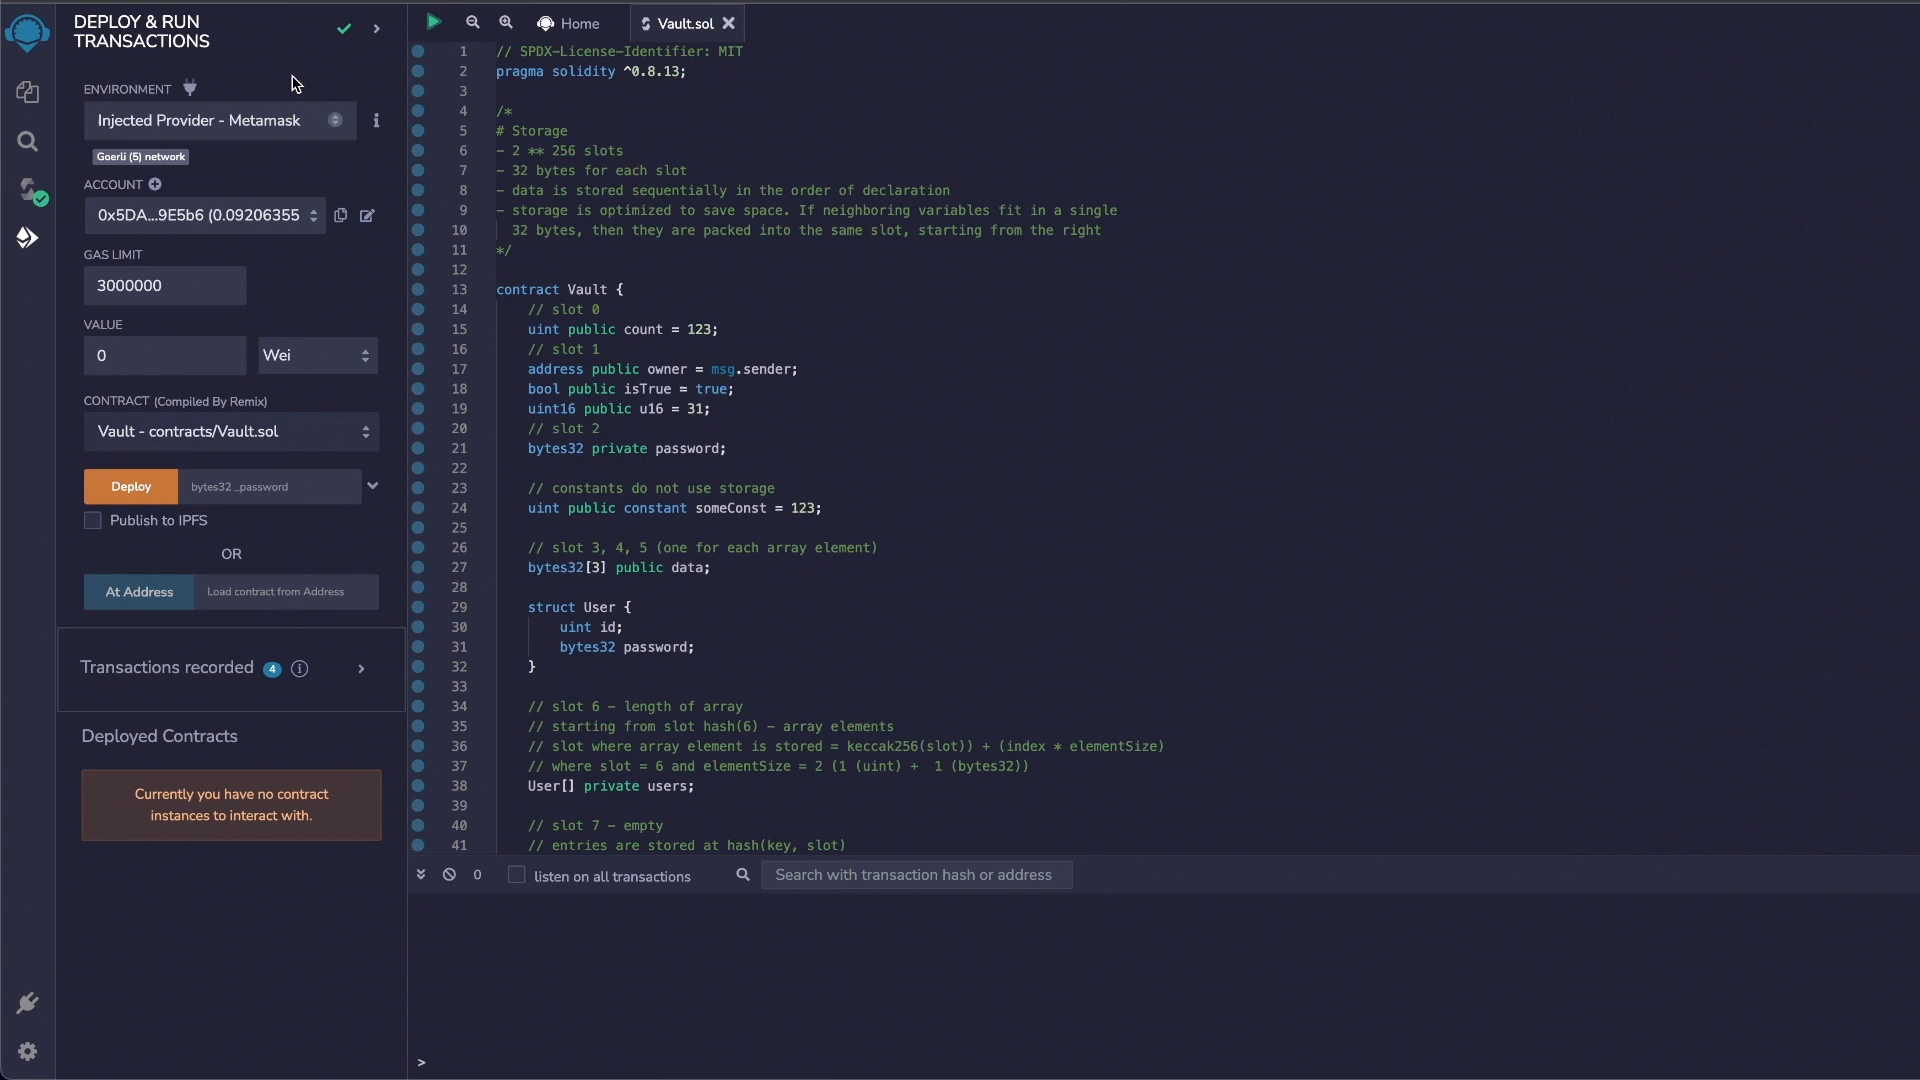 DEPLOY & RUN
TRANSACTIONS
ENVIRONMENT
Injected Provider - Metamask
Goerli (5) network
ACCOUNT
0x5DA...9E5b6 (0.09206355
GAS LIMIT
3000000
VALUE
0
Wei
CONTRACT (Compiled By Remix)
Vault - contracts/Vault.sol
Deploy
bytes32 _password
Publish to IPFS
OR
At Address
Load contract from Address
Transactions recorded 4 i
Deployed Contracts
Currently you have no contract
instances to interact with.
Home
Vault.sol
1 // SPDX-License-Identifier: MIT
2 pragma solidity ^0.8.13;
3
4 /*
5 # Storage
6 - 2 ** 256 slots
7 - 32 bytes for each slot
8 - data is stored sequentially in the order of declaration
9 - storage is optimized to save space. If neighboring variables fit in a single
10   32 bytes, then they are packed into the same slot, starting from the right
11 */
12
13 contract Vault {
14     // slot 0
15     uint public count = 123;
16     // slot 1
17     address public owner = msg.sender;
18     bool public isTrue = true;
19     uint16 public u16 = 31;
20     // slot 2
21     bytes32 private password;
22
23     // constants do not use storage
24     uint public constant someConst = 123;
25
26     // slot 3, 4, 5 (one for each array element)
27     bytes32[3] public data;
28
29     struct User {
30         uint id;
31         bytes32 password;
32     }
33
34     // slot 6 - length of array
35     // starting from slot hash(6) - array elements
36     // slot where array element is stored = keccak256(slot)) + (index * elementSize)
37     // where slot = 6 and elementSize = 2 (1 (uint) +  1 (bytes32))
38     User[] private users;
39
40     // slot 7 - empty
41     // entries are stored at hash(key, slot)
0
listen on all transactions
Search with transaction hash or address
>